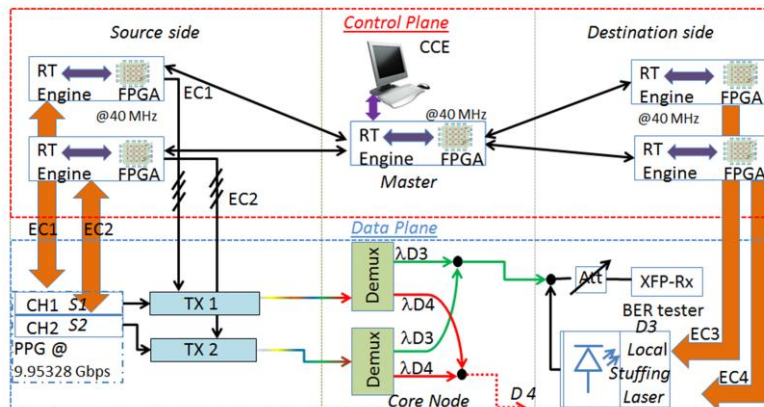 Source side
Control Plane
Destination side
CCE
RT Engine
FPGA
@40 MHz
EC1
RT Engine
FPGA
EC2
RT Engine
FPGA
@40 MHz
Master
RT Engine
FPGA
@40 MHz
RT Engine
FPGA
EC1
EC2
Data Plane
CH1 S1
CH2 S2
PPG @
9.95328 Gbps
TX 1
TX 2
Demux
λD3
λD4
Demux
λD3
λD4
Core Node
D 4
Att
XFP-Rx
BER tester
D3
Local
Stuffing
Laser
EC3
EC4